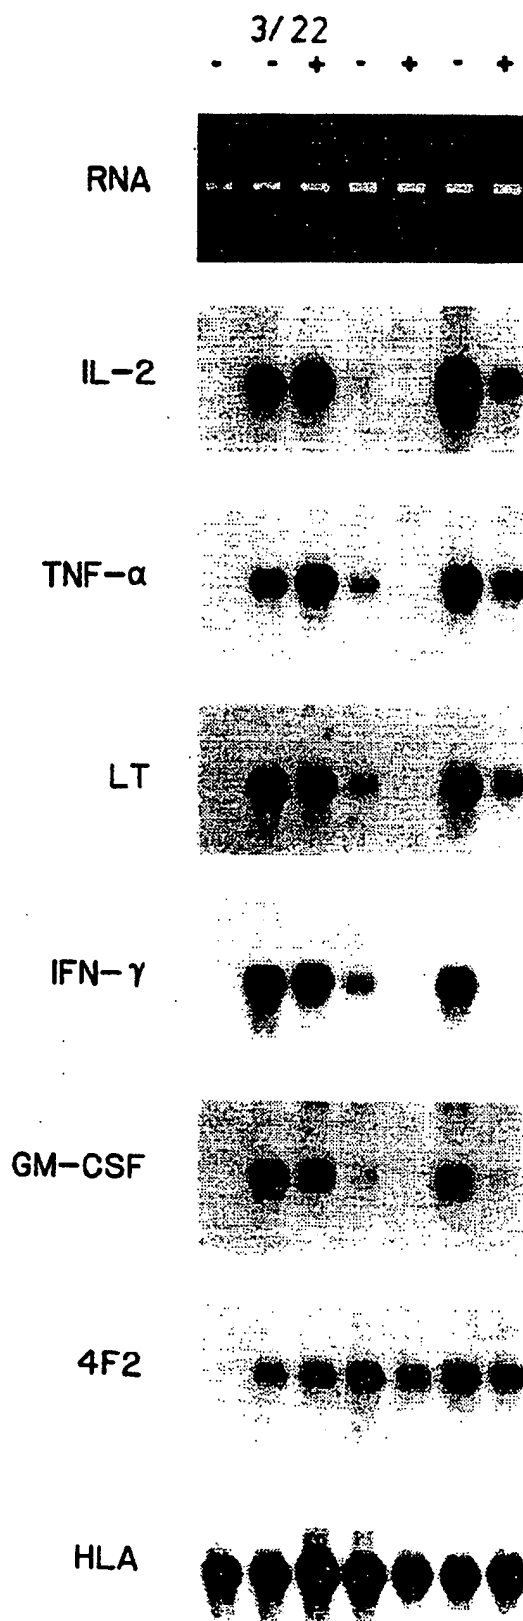 3/22
- - + - + - +
RNA
IL-2
TNF-α
LT
IFN-γ
GM-CSF
4F2
HLA